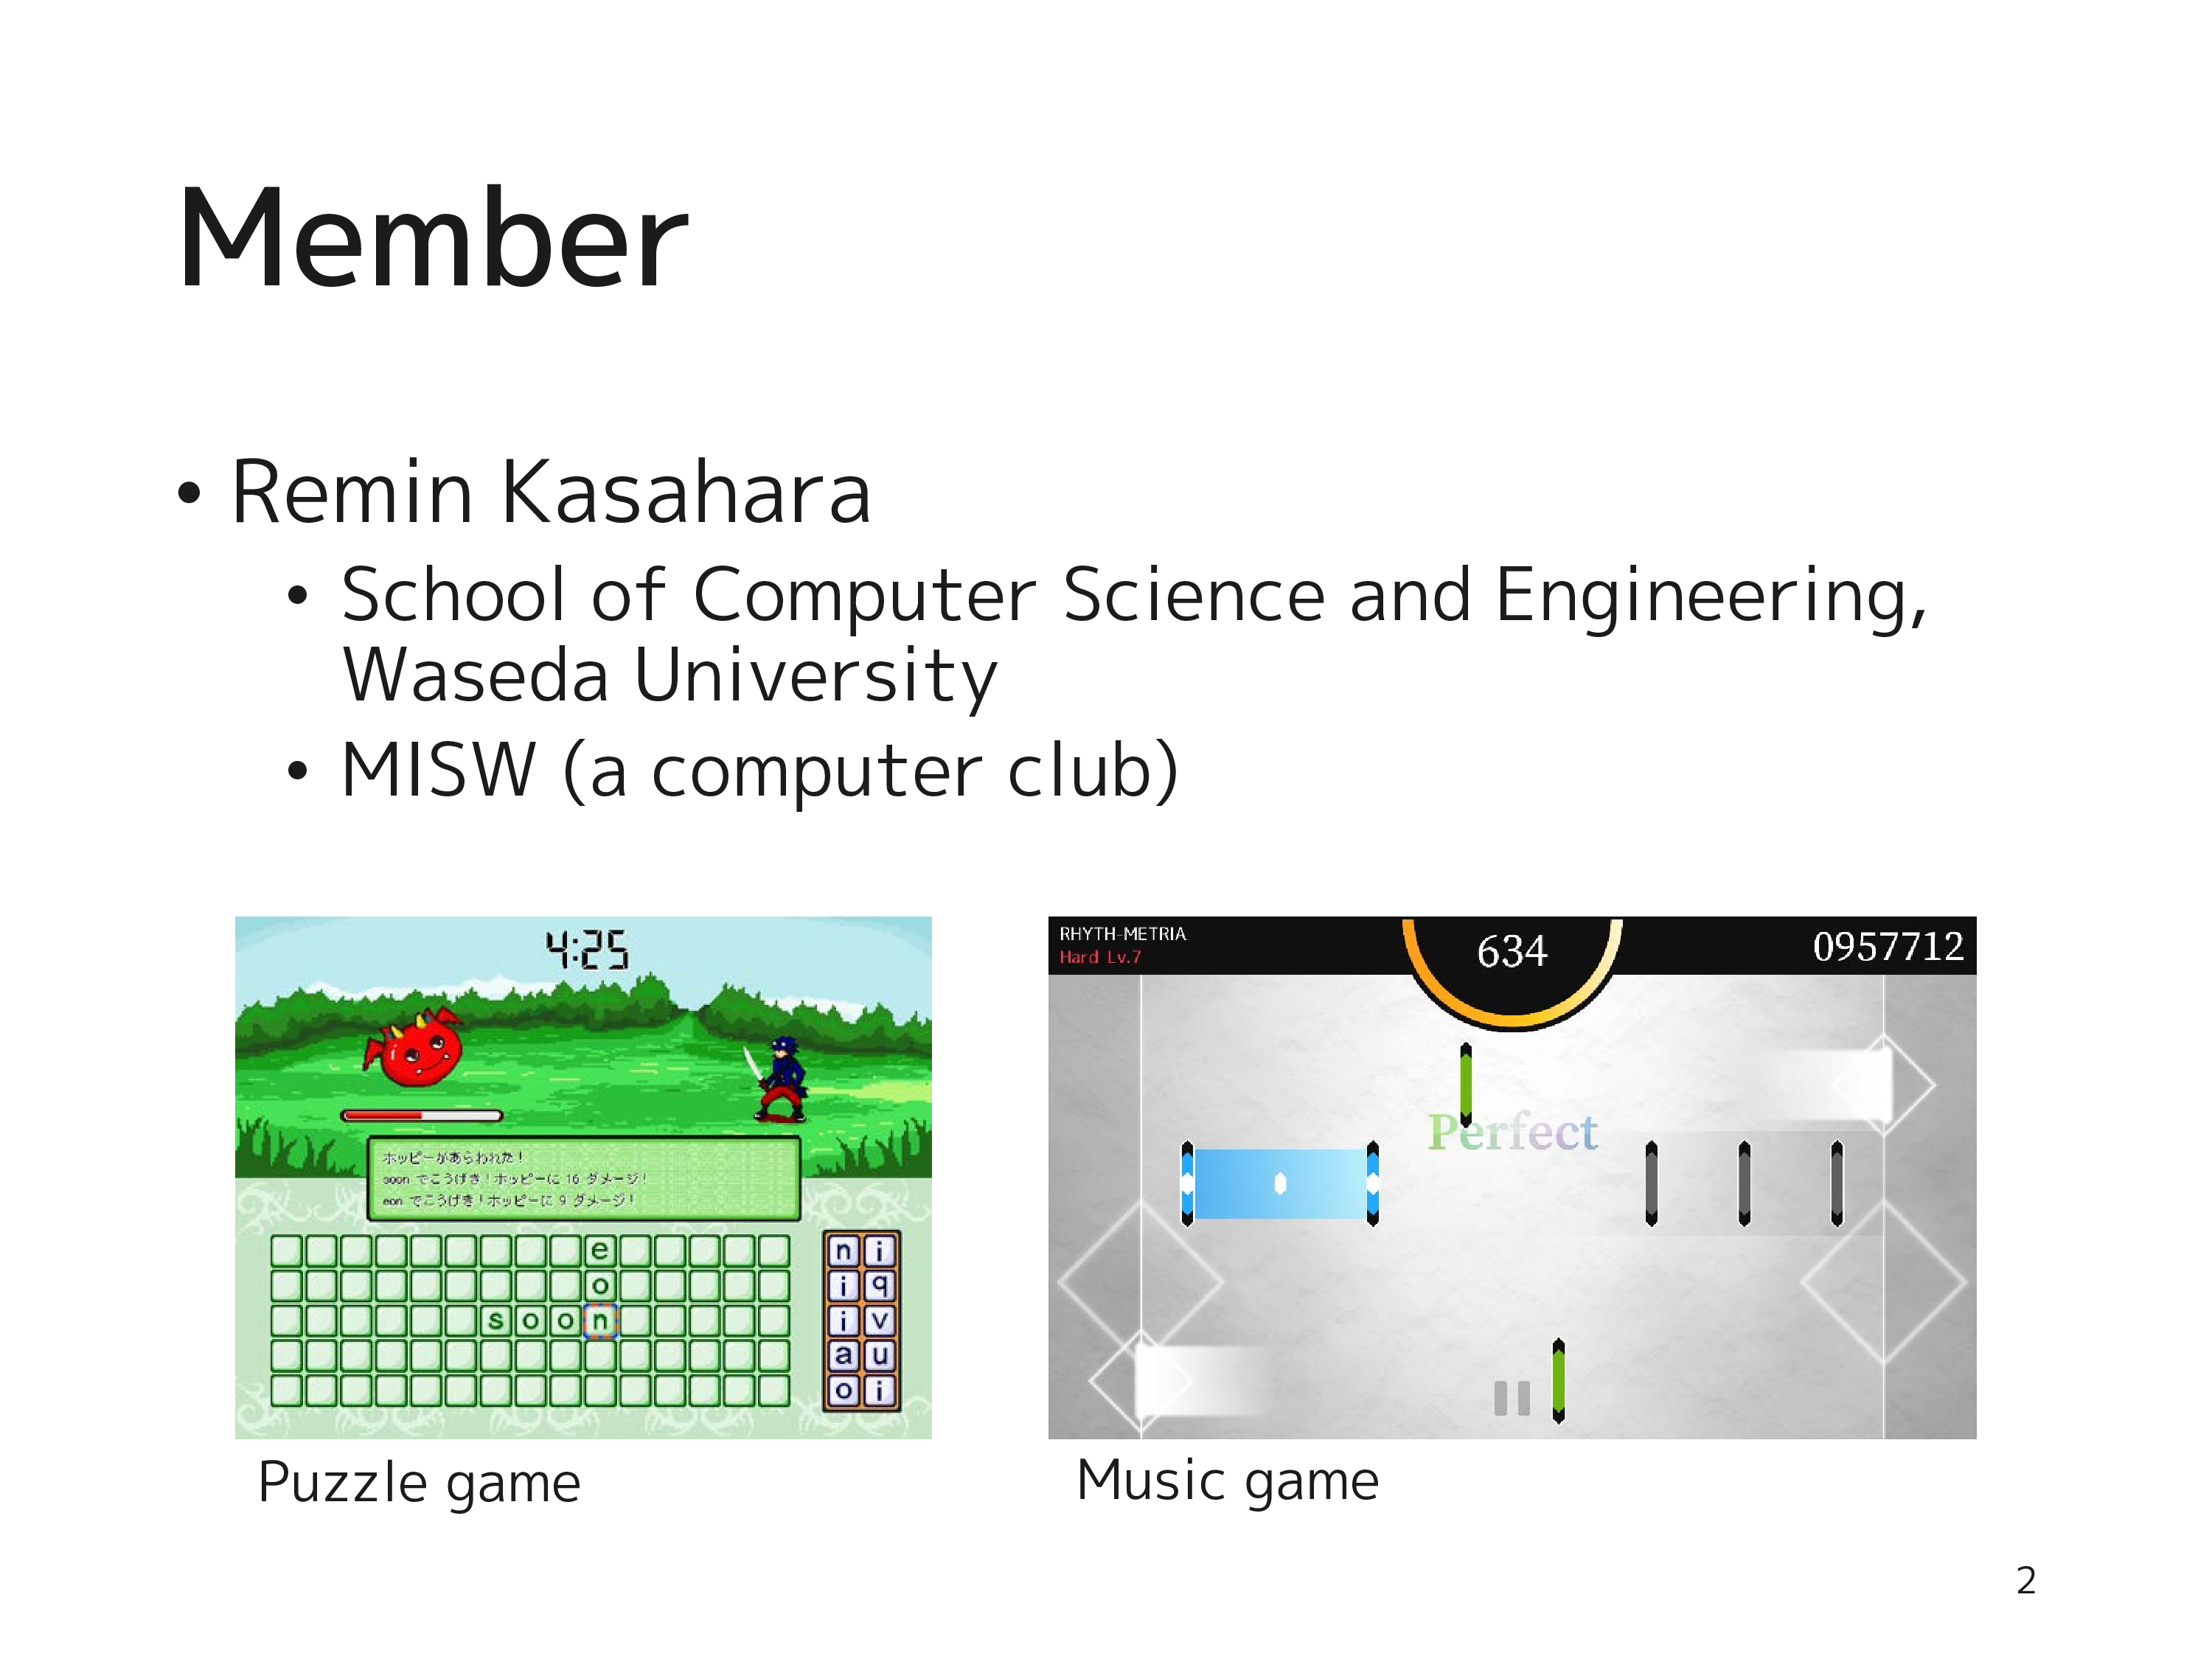 Member
• Remin Kasahara
• School of Computer Science and Engineering,
Waseda University
• MISW (a computer club)
4:25
ホッピーがあらわれた！
soon でこうげき！ホッピーに 16 ダメージ！
eon でこうげき！ホッピーに 9 ダメージ！
e
o
s o o n
n i
i q
i v
a u
o i
Puzzle game
RHYTH-METRIA
Hard Lv.7
634
0957712
Perfect
Music game
2